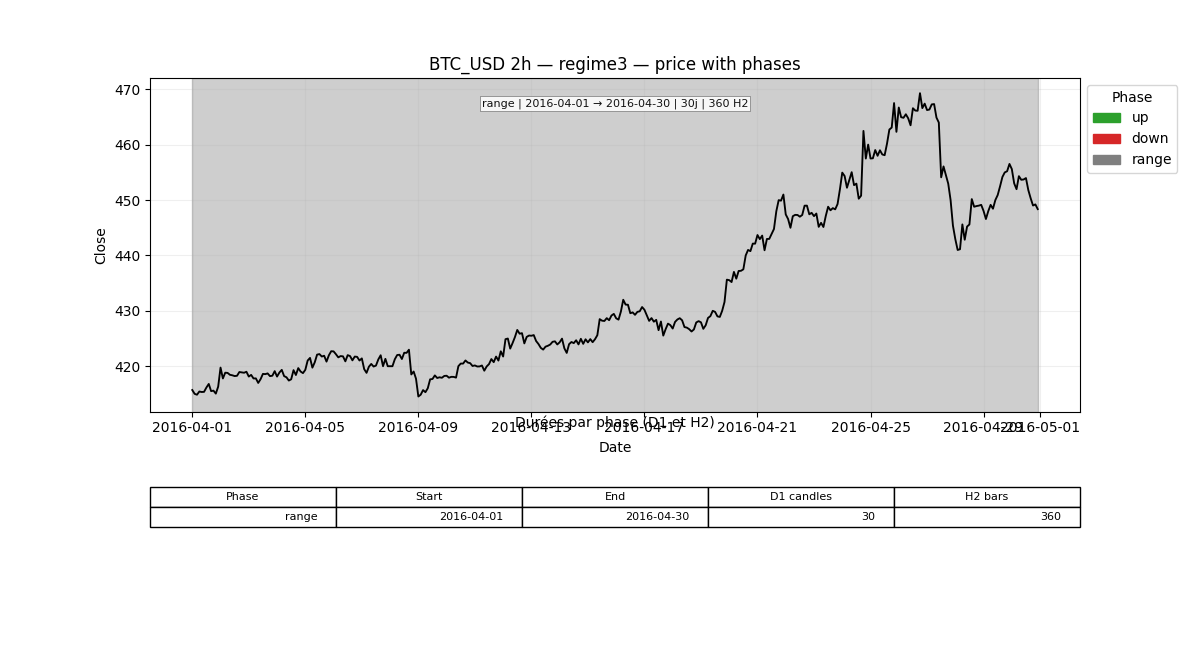 BTC_USD 2h — regime3 — price with phases
range | 2016-04-01 → 2016-04-30 | 30j | 360 H2
Phase
up
down
range
Close
470
460
450
440
430
420
2016-04-01 2016-04-05 2016-04-09 2016-04-13 2016-04-17 2016-04-21 2016-04-25 2016-04-29 2016-05-01
Durées par phase (D1 et H2)
Date
Phase Start End D1 candles H2 bars
range 2016-04-01 2016-04-30 30 360